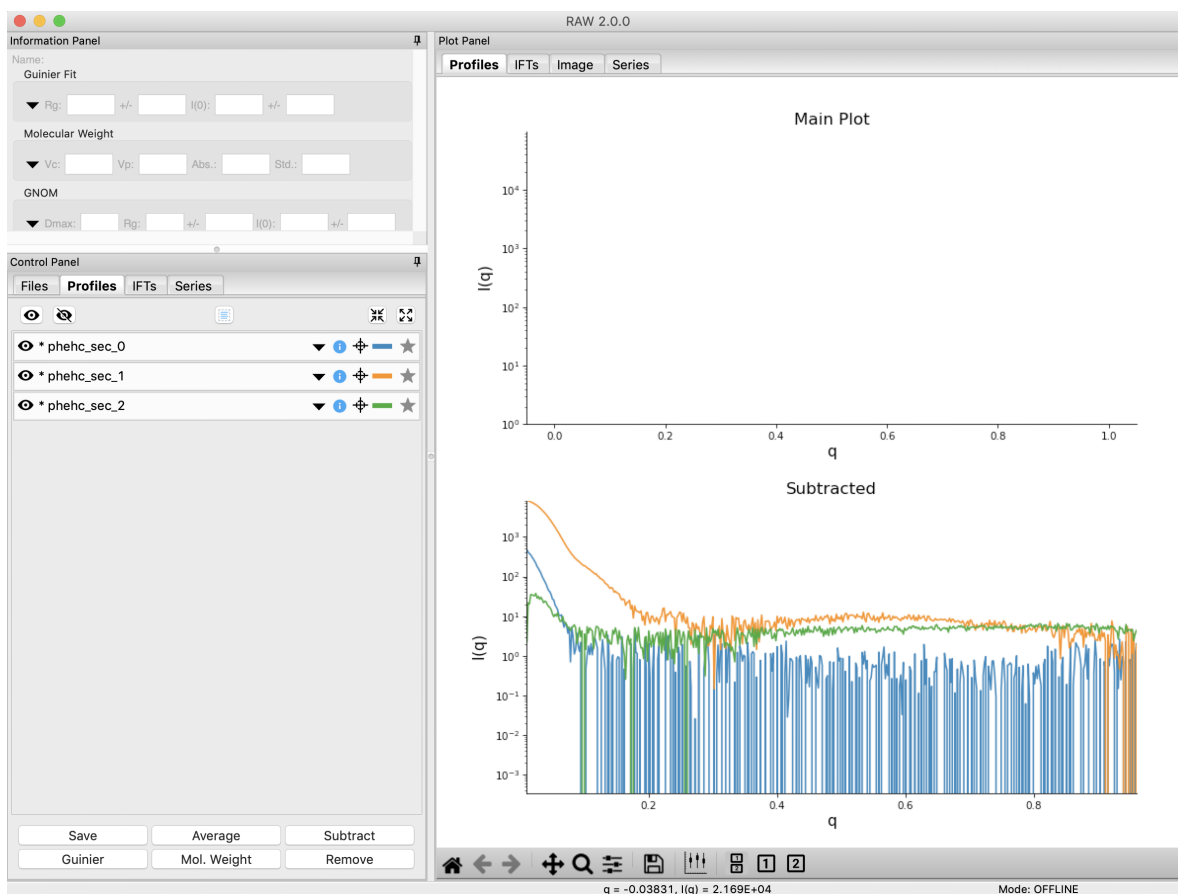 RAW 2.0.0
Information Panel
Name:
Guinier Fit
Rg: +/- I(0): +/-
Molecular Weight
Vc: Vp: Abs.: Std.:
GNOM
Dmax: Rg: +/- I(0): +/-
Control Panel
Files Profiles IFTs Series
* phehc_sec_0
* phehc_sec_1
* phehc_sec_2
Save Average Subtract
Guinier Mol. Weight Remove
Plot Panel
Profiles IFTs Image Series
Main Plot
I(q)
10⁴
10³
10²
10¹
10⁰
0.0 0.2 0.4 0.6 0.8 1.0
q
Subtracted
I(q)
10³
10²
10¹
10⁰
10⁻¹
10⁻²
10⁻³
0.2 0.4 0.6 0.8
q
1 2 1 2
q = -0.03831, I(q) = 2.169E+04 Mode: OFFLINE